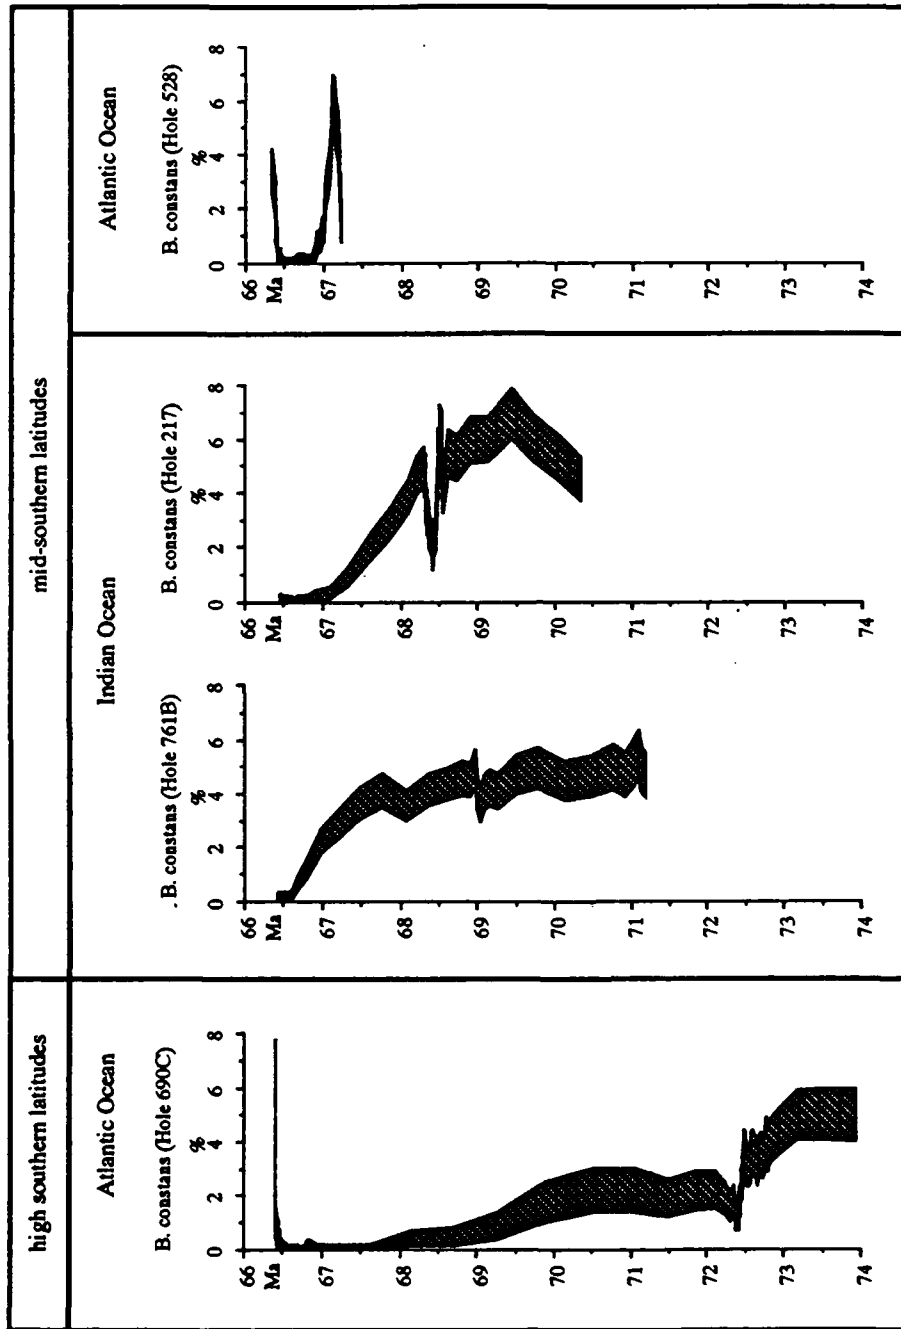 high southern latitudes
mid-southern latitudes
Atlantic Ocean
Indian Ocean
Atlantic Ocean
B. constans (Hole 690C)
%
0 2 4 6 8
66
Ma
67
68
69
70
71
72
73
74
. B. constans (Hole 761B)
%
0 2 4 6 8
66
Ma
67
68
69
70
71
72
73
74
B. constans (Hole 217)
%
0 2 4 6 8
66
Ma
67
68
69
70
71
72
73
74
B. constans (Hole 528)
%
0 2 4 6 8
66
Ma
67
68
69
70
71
72
73
74